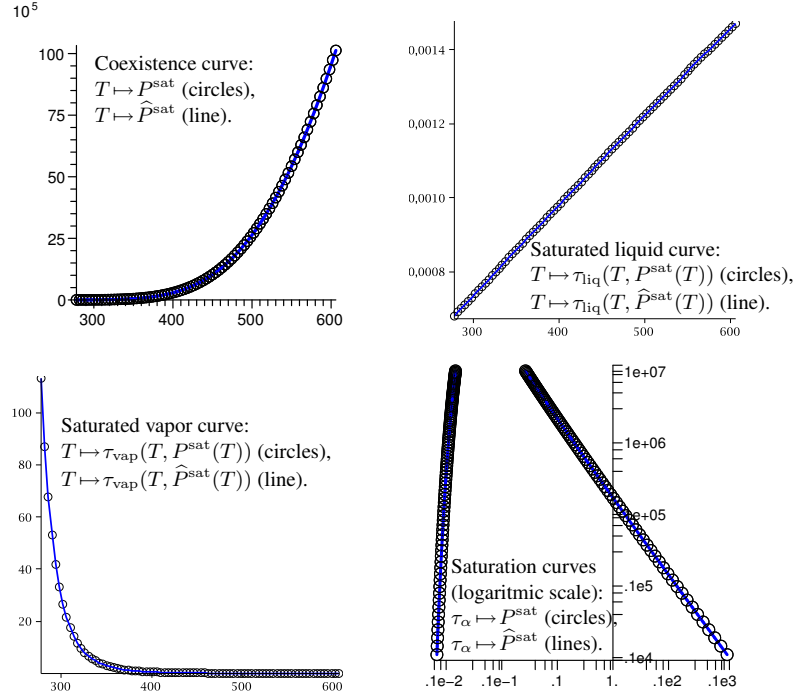 10⁵
100
75
50
25
0
300 400 500 600
Coexistence curve:
T ↦ P^sat (circles),
T ↦ P̂^sat (line).
0,0014
0,0012
0,0010
0,0008
300 400 500 600
Saturated liquid curve:
T ↦ τ_liq(T, P^sat(T)) (circles),
T ↦ τ_liq(T, P̂^sat(T)) (line).
100
80
60
40
20
300 400 500 600
Saturated vapor curve:
T ↦ τ_vap(T, P^sat(T)) (circles),
T ↦ τ_vap(T, P̂^sat(T)) (line).
1e+07
1e+06
.1e+05
.1e4
.1e–2 .1e–1 .1 1. .1e2 .1e3
Saturation curves
(logaritmic scale):
τ_α ↦ P^sat (circles),
τ_α ↦ P̂^sat (lines).